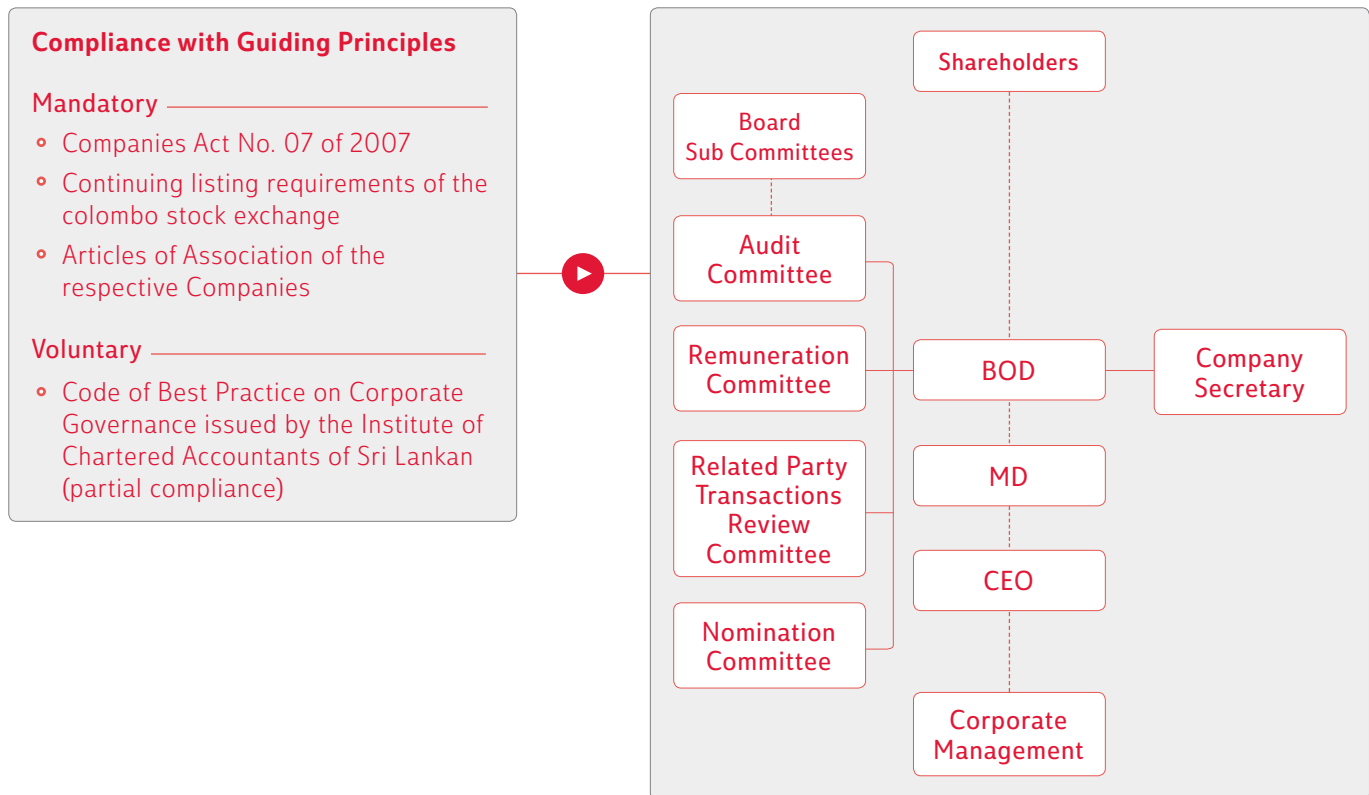 Compliance with Guiding Principles
Mandatory
Companies Act No. 07 of 2007
Continuing listing requirements of the
colombo stock exchange
Articles of Association of the
respective Companies
Voluntary
Code of Best Practice on Corporate
Governance issued by the Institute of
Chartered Accountants of Sri Lankan
(partial compliance)
Shareholders
Board
Sub Committees
Audit
Committee
Remuneration
Committee
BOD
Company
Secretary
Related Party
Transactions
Review
Committee
MD
CEO
Nomination
Committee
Corporate
Management